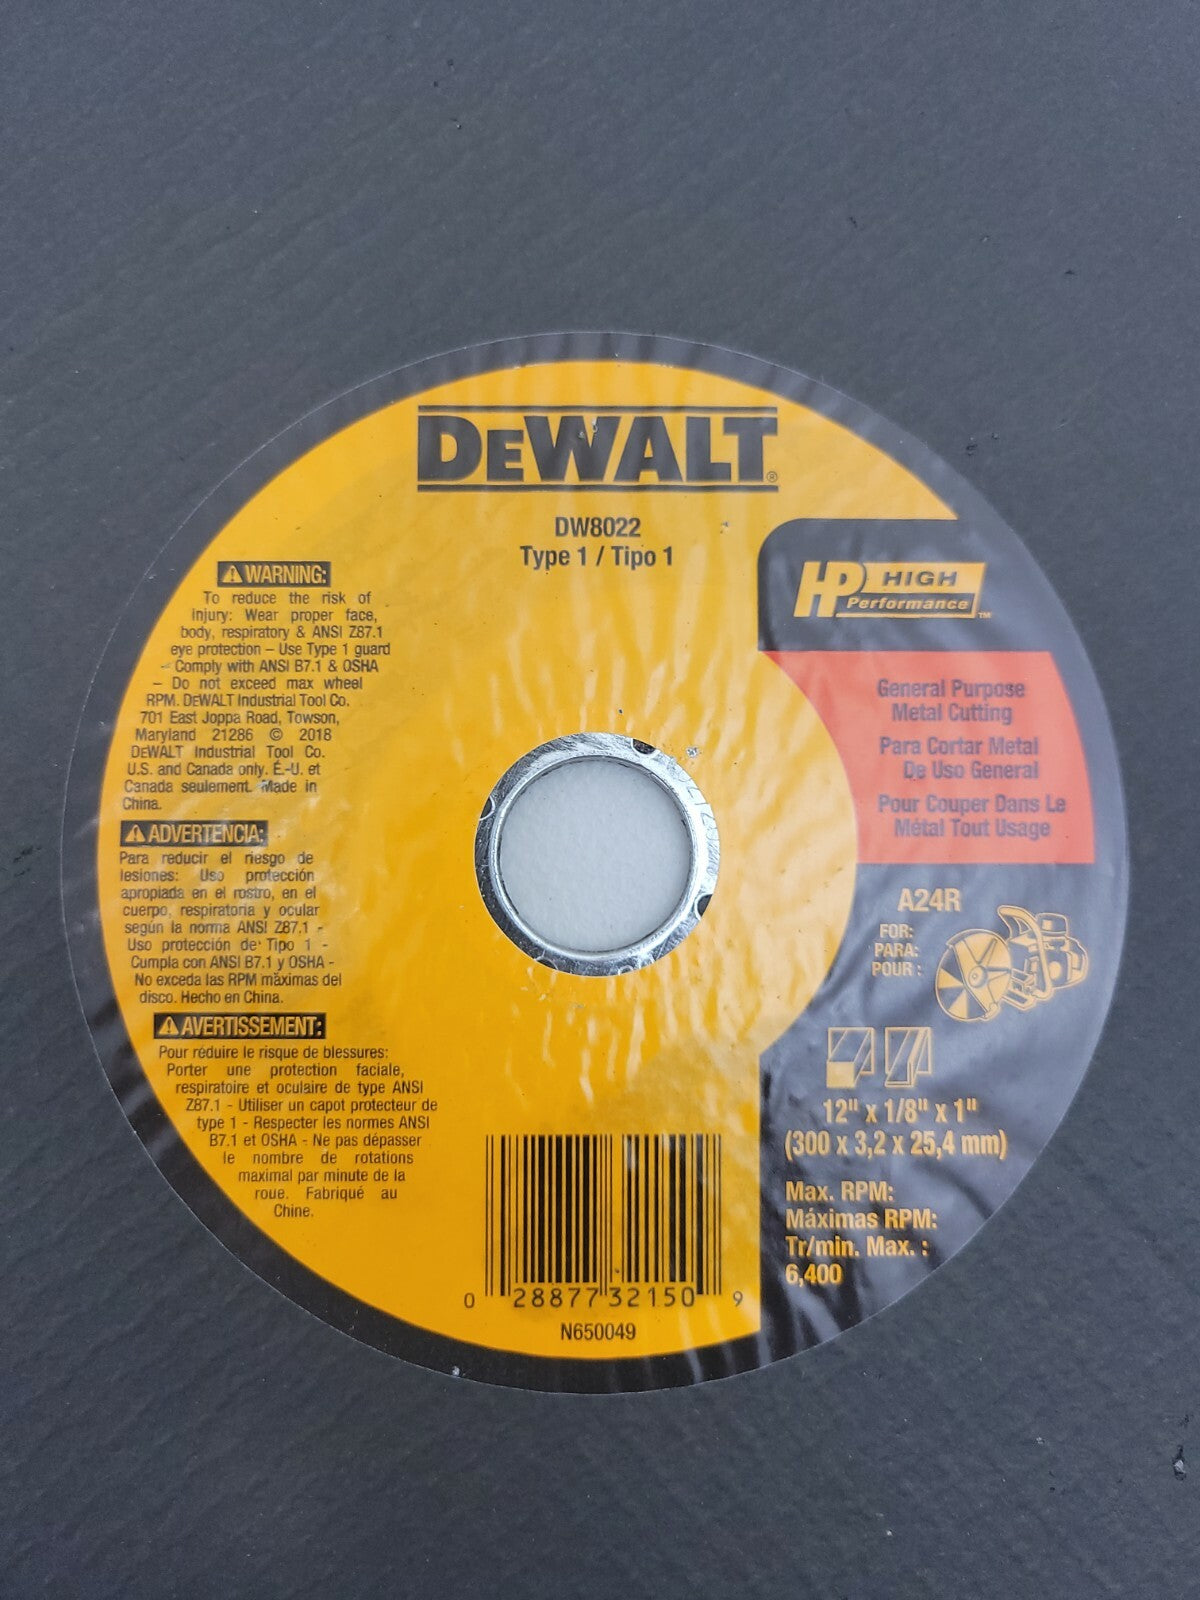 DEWALT®
DW8022
Type 1 / Tipo 1
⚠ WARNING:
To reduce the risk of
Injury: Wear proper face,
body, respiratory & ANSI Z87.1
eye protection – Use Type 1 guard
- Comply with ANSI B7.1 & OSHA
– Do not exceed max wheel
RPM. DEWALT Industrial Tool Co.
701 East Joppa Road, Towson,
Maryland 21286 © 2018
DEWALT Industrial Tool Co.
U.S. and Canada only. É.-U. et
Canada seulement. Made in
China.
⚠ ADVERTENCIA:
Para reducir el riesgo de
lesiones: Uso protección
apropiada en el rostro, en el
cuerpo, respiratoria y ocular
según la norma ANSI Z87.1 -
Uso protección de Tipo 1 -
Cumpla con ANSI B7.1 y OSHA -
No exceda las RPM máximas del
disco. Hecho en China.
⚠ AVERTISSEMENT:
Pour réduire le risque de blessures:
Porter une protection faciale,
respiratoire et oculaire de type ANSI
Z87.1 - Utiliser un capot protecteur de
type 1 - Respecter les normes ANSI
B7.1 et OSHA - Ne pas dépasser
le nombre de rotations
maximal par minute de la
roue. Fabriqué au
Chine.
0 28877 32150 9
N650049
HP HIGH
Performance™
General Purpose
Metal Cutting
Para Cortar Metal
De Uso General
Pour Couper Dans Le
Métal Tout Usage
A24R
FOR:
PARA:
POUR :
12" x 1/8" x 1"
(300 x 3,2 x 25,4 mm)
Max. RPM:
Máximas RPM:
Tr/min. Max. :
6,400